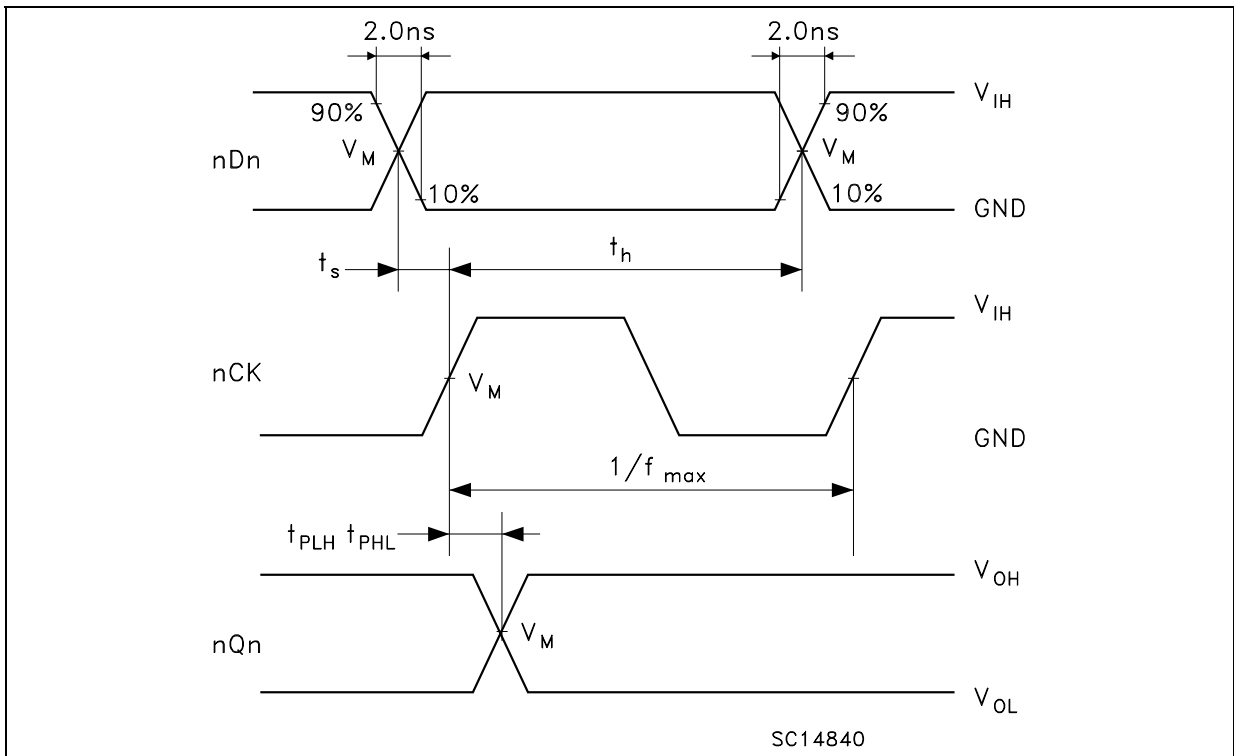 2.0ns 2.0ns
90% 90%
V_IH
nDn
V_M V_M
10% 10%
GND
t_s t_h
V_IH
nCK
V_M
GND
1/f max
t_PLH t_PHL
V_OH
nQn
V_M
V_OL
SC14840